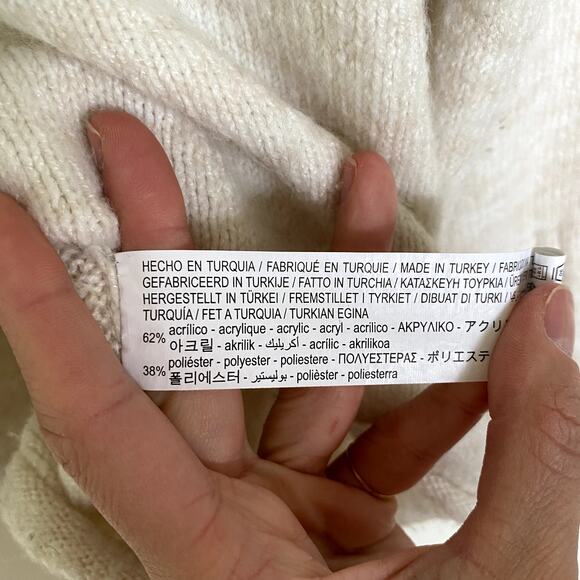 HECHO EN TURQUIA / FABRIQUÉ EN TURQUIE / MADE IN TURKEY /
GEFABRICEERD IN TURKIJE / FATTO IN TURCHIA / ΚΑΤΑΣΚΕΥΗ ΤΟΥΡΚΙΑ /
HERGESTELLT IN TÜRKEI / FREMSTILLET I TYRKIET / DIBUAT DI TURKI /
TURQUÍA / FET A TURQUIA / TURKIAN EGINA
62% acrílico - acrylique - acrylic - acryl - acrilico - ΑΚΡΥΛΙΚΟ -
아크릴 - akrilik - أكريليك - acrílic - akrilikoa
38% poliéster - polyester - poliestere - ΠΟΛΥΕΣΤΕΡΑΣ -
폴리에스터 - بوليستير - polièster - poliesterra